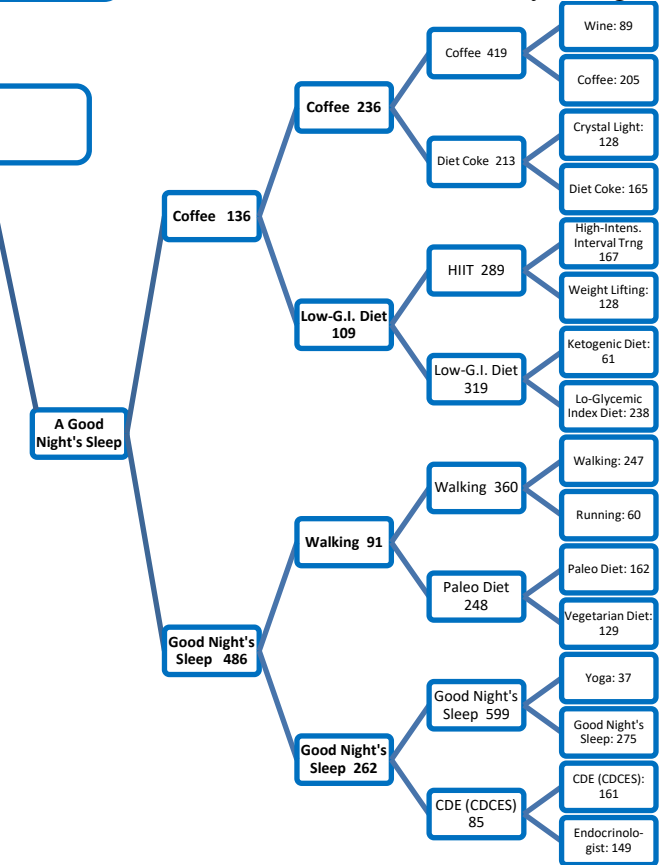 A Good
Night's Sleep
Coffee 136
Good Night's
Sleep 486
Coffee 236
Low-G.I. Diet
109
Walking 91
Good Night's
Sleep 262
Coffee 419
Diet Coke 213
HIIT 289
Low-G.I. Diet
319
Walking 360
Paleo Diet
248
Good Night's
Sleep 599
CDE (CDCES)
85
Wine: 89
Coffee: 205
Crystal Light:
128
Diet Coke: 165
High-Intens.
Interval Trng
167
Weight Lifting:
128
Ketogenic Diet:
61
Lo-Glycemic
Index Diet: 238
Walking: 247
Running: 60
Paleo Diet: 162
Vegetarian Diet:
129
Yoga: 37
Good Night's
Sleep: 275
CDE (CDCES):
161
Endocrinolo-
gist: 149